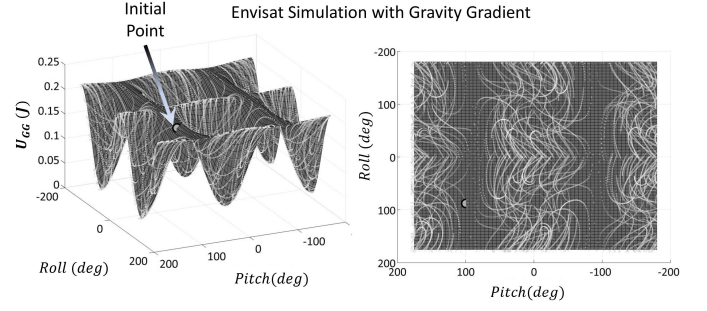 Initial
Point
Envisat Simulation with Gravity Gradient
0.25
0.2
0.15
0.1
0.05
0
U_GG (J)
-200
0
200
Roll (deg)
200
100
0
-100
Pitch(deg)
-200
100
0
100
200
Roll (deg)
200
100
0
-100
-200
Pitch(deg)